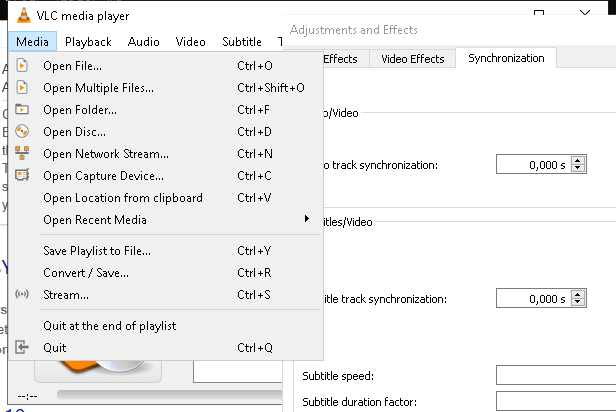 VLC media player
Adjustments and Effects
Media Playback Audio Video Subtitle T
Effects Video Effects Synchronization
Open File... Ctrl+O
Open Multiple Files... Ctrl+Shift+O
Open Folder... Ctrl+F
o/Video
Open Disc... Ctrl+D
Open Network Stream... Ctrl+N
o track synchronization: 0,000 s
Open Capture Device... Ctrl+C
Open Location from clipboard Ctrl+V
Open Recent Media
titles/Video
Save Playlist to File... Ctrl+Y
Convert / Save... Ctrl+R
Stream... Ctrl+S
title track synchronization: 0,000 s
Quit at the end of playlist
Quit Ctrl+Q
Subtitle speed:
--:--
Subtitle duration factor: